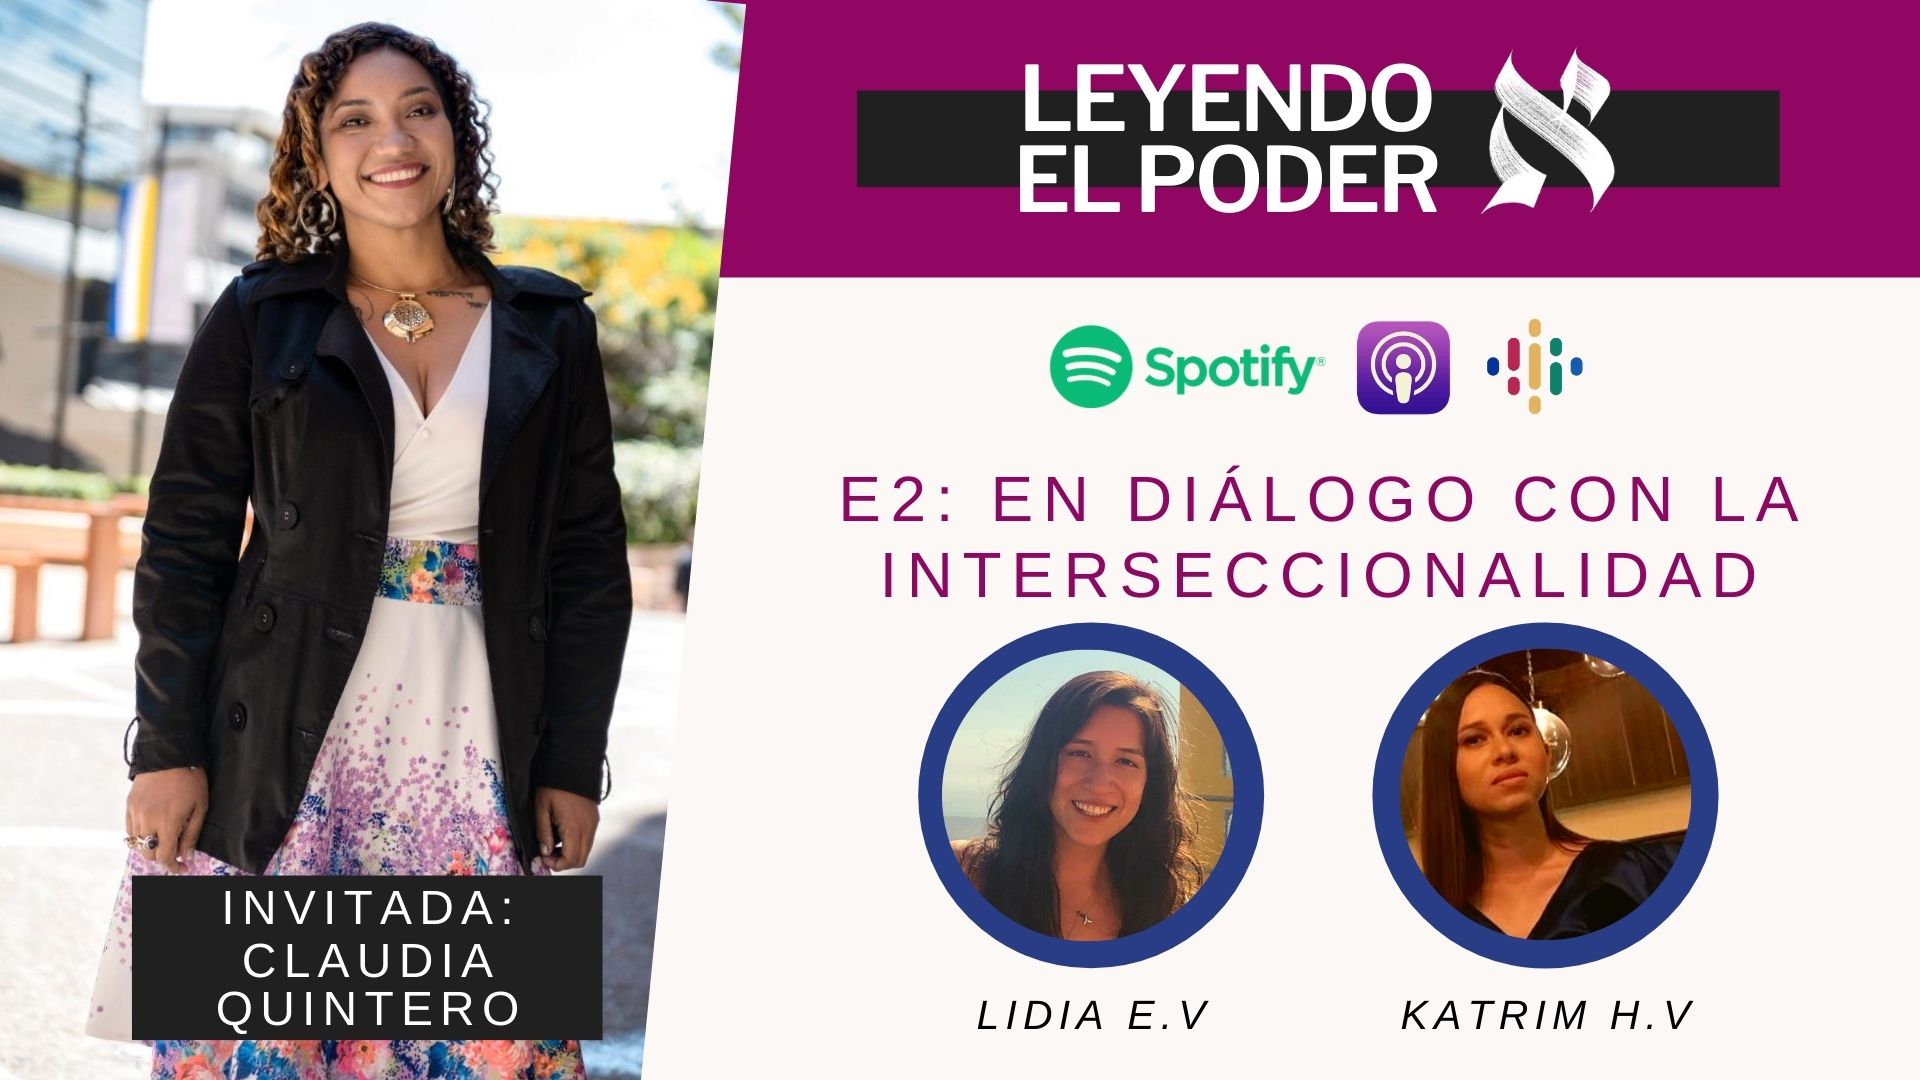 LEYENDO
EL PODER
Spotify®
E2: EN DIÁLOGO CON LA
INTERSECCIONALIDAD
INVITADA:
CLAUDIA
QUINTERO
LIDIA E.V
KATRIM H.V